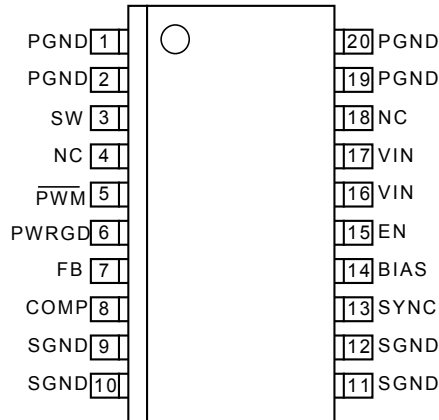 PGND 1 20 PGND
PGND 2 19 PGND
SW 3 18 NC
NC 4 17 VIN
PWM 5 16 VIN
PWRGD 6 15 EN
FB 7 14 BIAS
COMP 8 13 SYNC
SGND 9 12 SGND
SGND 10 11 SGND